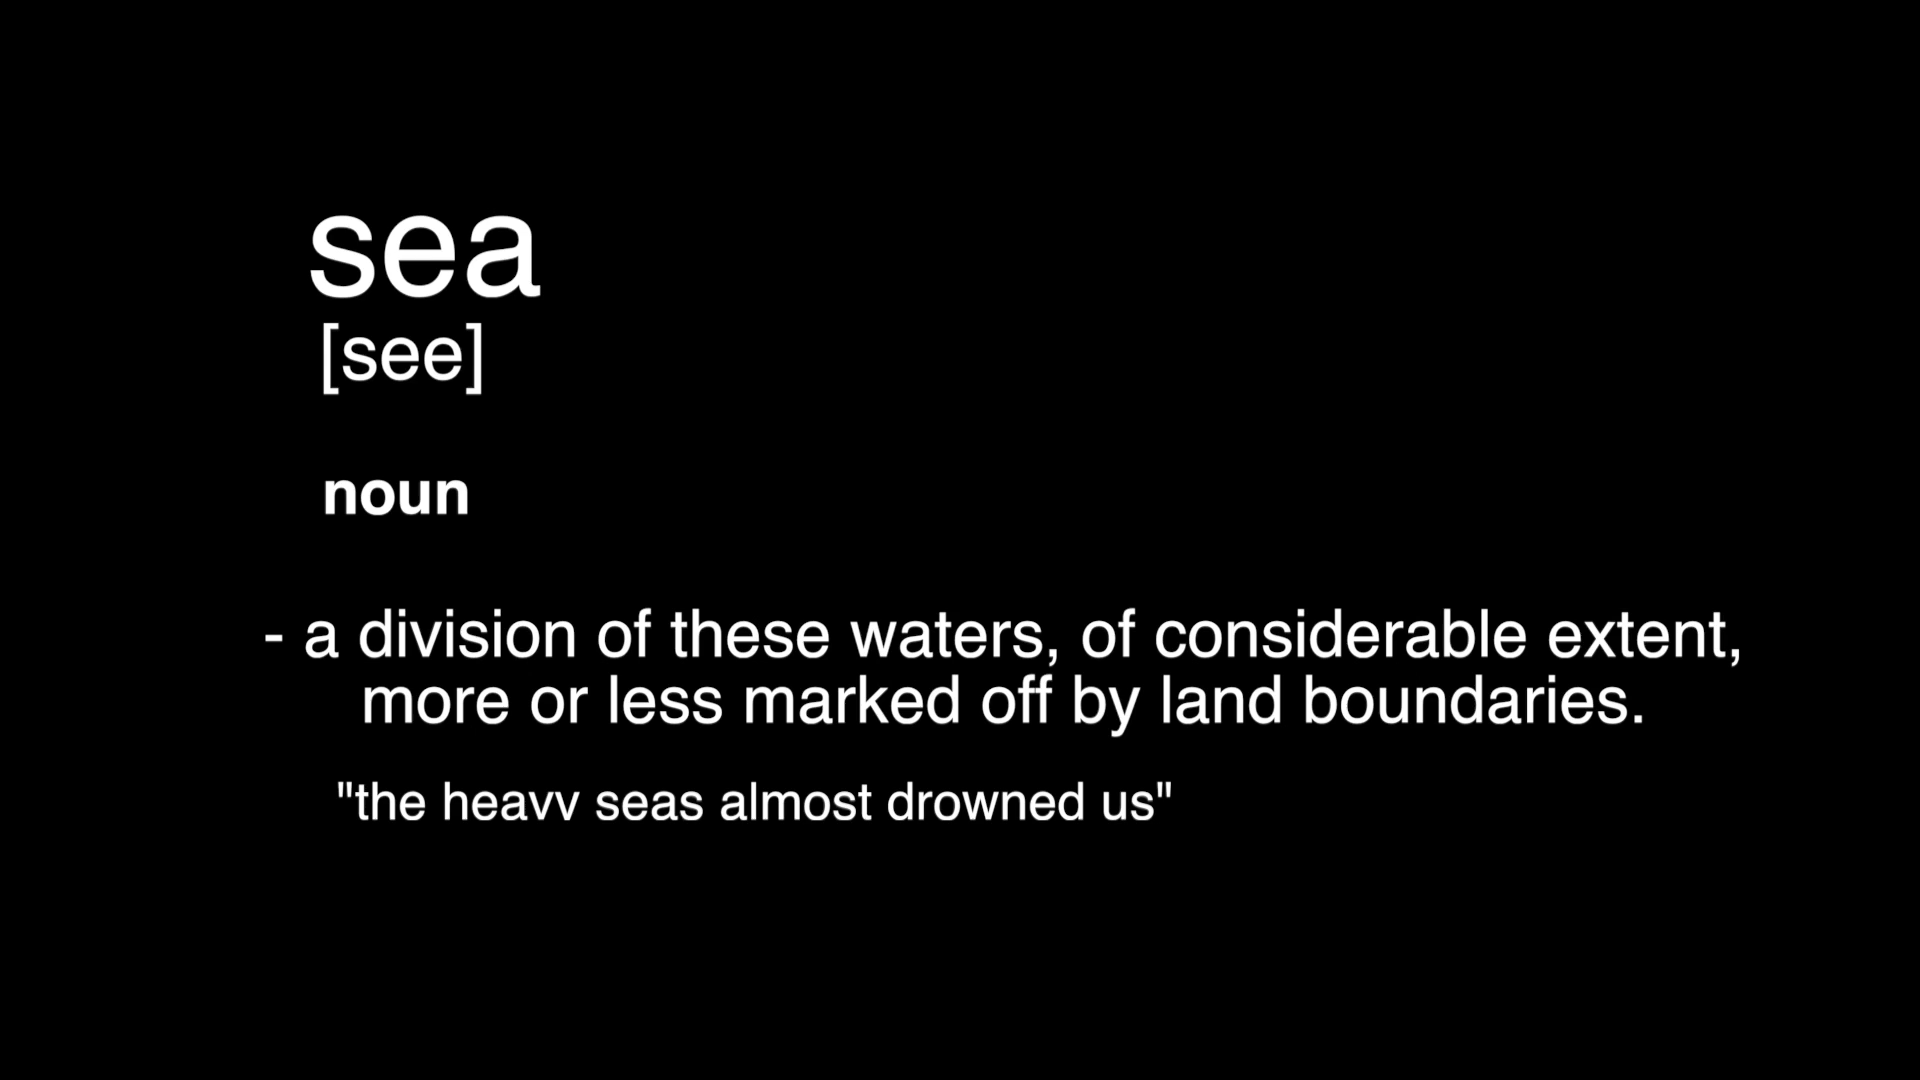 sea
[see]
noun
- a division of these waters, of considerable extent,
more or less marked off by land boundaries.
"the heavv seas almost drowned us"